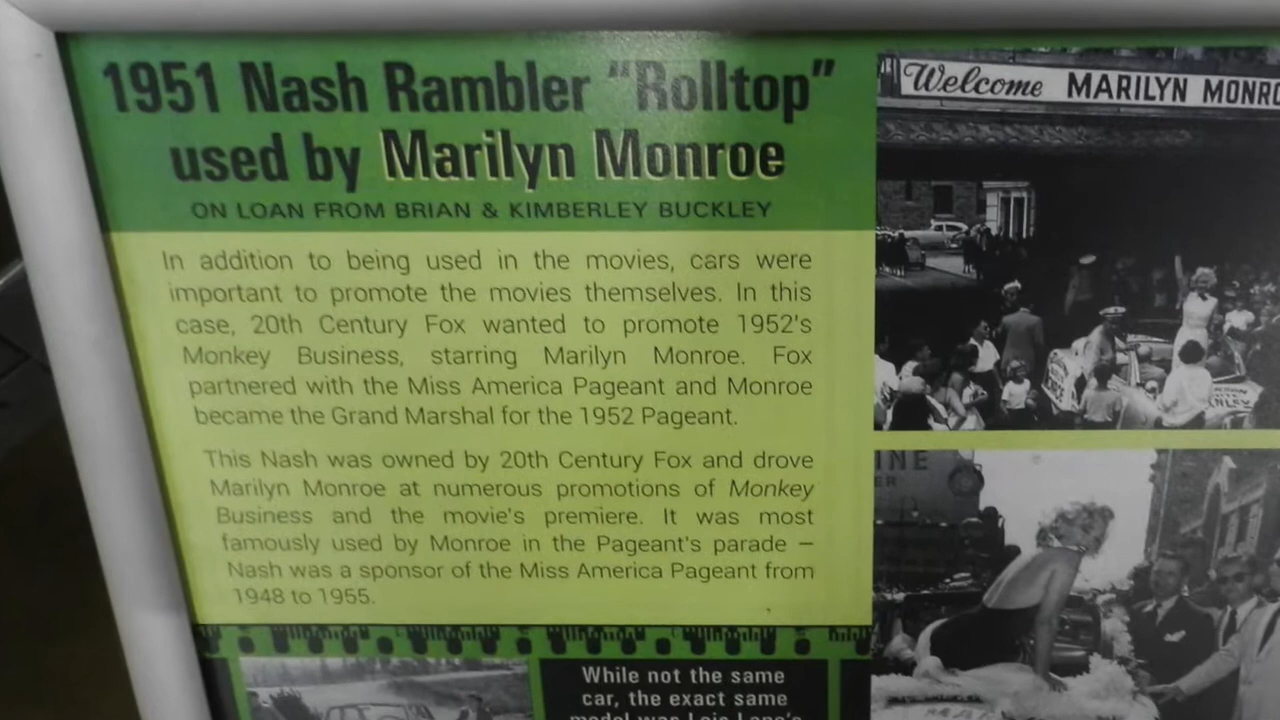 1951 Nash Rambler "Rolltop"
used by Marilyn Monroe
ON LOAN FROM BRIAN & KIMBERLEY BUCKLEY
In addition to being used in the movies, cars were
important to promote the movies themselves. In this
case, 20th Century Fox wanted to promote 1952's
Monkey Business, starring Marilyn Monroe. Fox
partnered with the Miss America Pageant and Monroe
became the Grand Marshal for the 1952 Pageant.
This Nash was owned by 20th Century Fox and drove
Marilyn Monroe at numerous promotions of Monkey
Business and the movie's premiere. It was most
famously used by Monroe in the Pageant's parade –
Nash was a sponsor of the Miss America Pageant from
1948 to 1955.
While not the same
car, the exact same
model was Lois Lane's
Welcome MARILYN MONRO
INE
ER